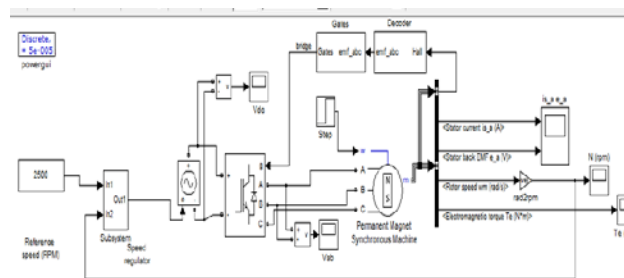 Discrete,
= 5e-005
powergui
Gates
Decoder
bridge
Gates emf_abc
emf_abc Hall
v
Vdc
Step
is_a e_a
<Stator current is_a (A)>
<Stator back EMF e_a (V)>
N (rpm)
<Rotor speed wm (rad/s)>
rad2rpm
<Electromagnetic torque Te (N*m)>
Te
2500
In1
Out1
In2
Subsystem
Speed
regulator
Reference
speed (RPM)
g
A
B
C
A
B
C
N
S
m
Permanent Magnet
Synchronous Machine
v
Vab